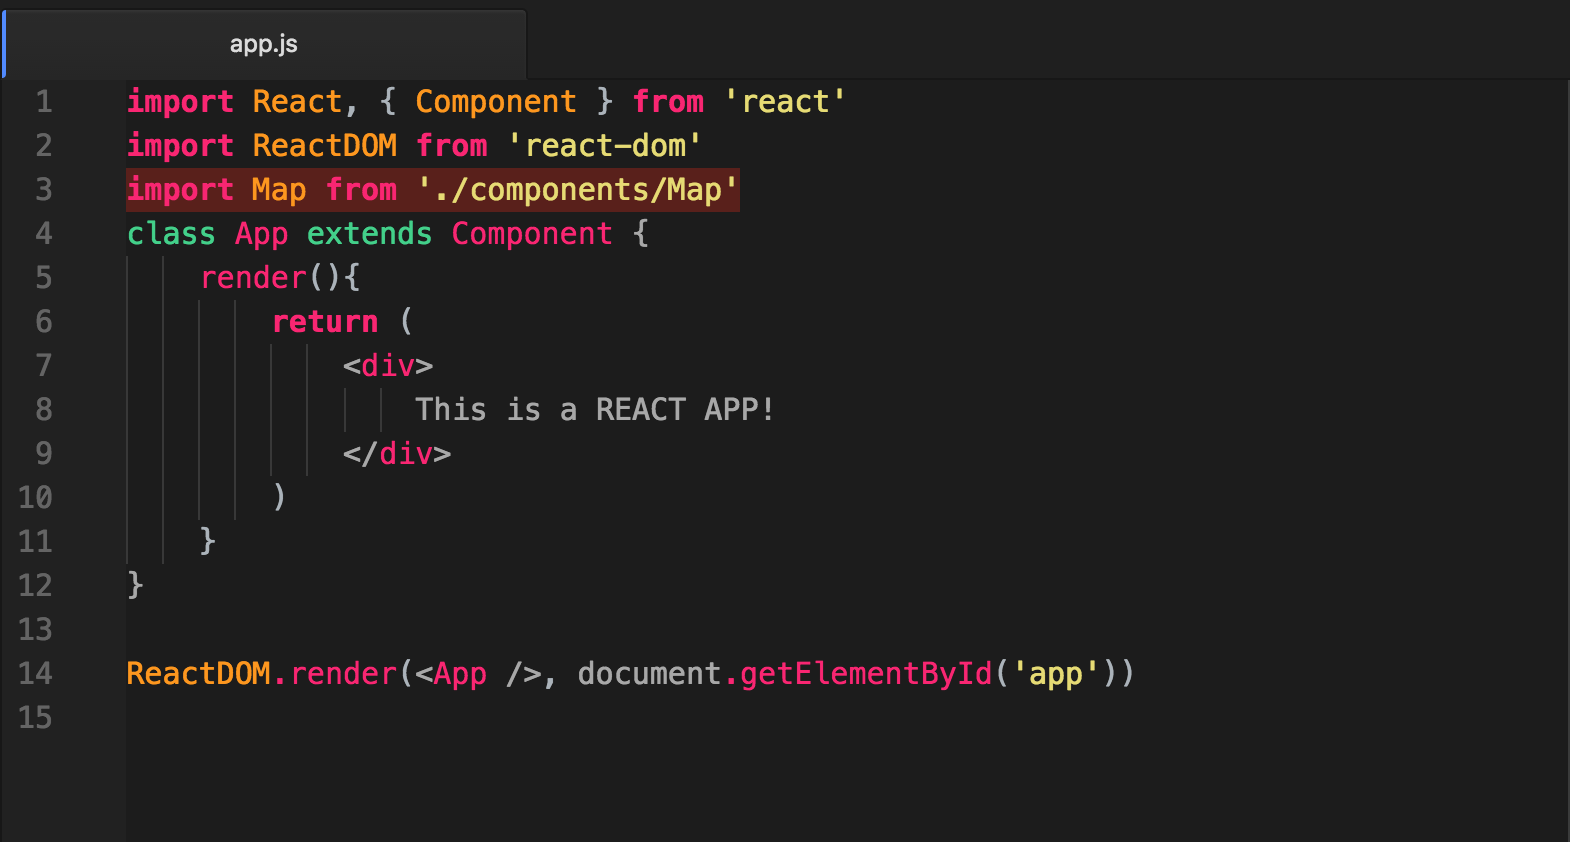 app.js
1 import React, { Component } from 'react'
2 import ReactDOM from 'react-dom'
3 import Map from './components/Map'
4 class App extends Component {
5     render(){
6         return (
7             <div>
8                 This is a REACT APP!
9             </div>
10         )
11     }
12 }
13
14 ReactDOM.render(<App />, document.getElementById('app'))
15